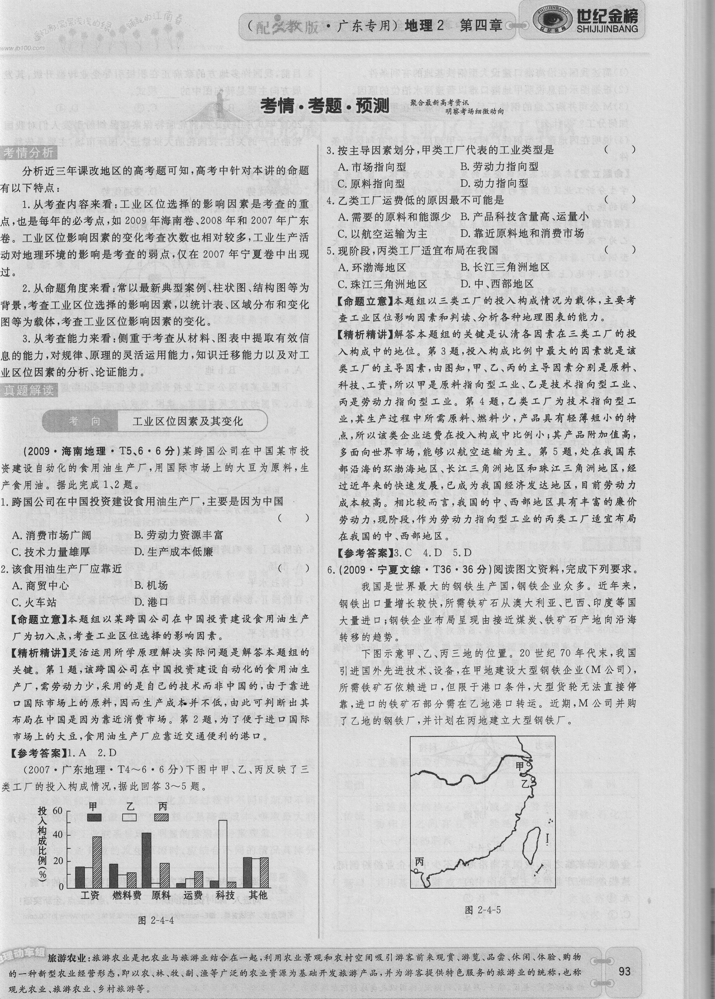 忆那深深浅浅的绿
铺就的江南春…
www.jb100.com
(配人教版·广东专用)地理2 第四章
SHIJIJINBANG
世纪金榜
世纪金榜
SHIJIJINBANG
考情·考题·预测
聚合最新高考资讯
明察考场细微动向
考情分析
分析近三年课改地区的高考题可知,高考中针对本讲的命题
有以下特点:
1.从考查内容来看:工业区位选择的影响因素是考查的重
点,也是每年的必考点,如 2009 年海南卷、2008 年和 2007 年广东
卷。工业区位影响因素的变化考查次数也相对较多,工业生产活
动对地理环境的影响是考查的弱点,仅在 2007 年宁夏卷中出现
过。
2.从命题角度来看:常以最新典型案例、柱状图、结构图等为
背景,考查工业区位选择的影响因素,以统计表、区域分布和变化
图等为载体,考查工业区位影响因素的变化。
3.从考查能力来看:侧重于考查从材料、图表中提取有效信
息的能力,对规律、原理的灵活运用能力,知识迁移能力以及对工
业区位因素的分析、论证能力。
真题解读
考 向 工业区位因素及其变化
(2009·海南地理·T5、6·6 分)某跨国公司在中国某市投
资建设自动化的食用油生产厂,用国际市场上的大豆为原料,生
产食用油。据此完成 1、2 题。
1.跨国公司在中国投资建设食用油生产厂,主要是因为中国
( )
A.消费市场广阔 B.劳动力资源丰富
C.技术力量雄厚 D.生产成本低廉
2.该食用油生产厂应靠近 ( )
A.商贸中心 B.机场
C.火车站 D.港口
【命题立意】本题组以某跨国公司在中国投资建设食用油生产
厂为切入点,考查工业区位选择的影响因素。
【精析精讲】灵活运用所学原理解决实际问题是解答本题组的
关键。第 1 题,该跨国公司在中国投资建设自动化的食用油生
产厂,需劳动力少,采用的是自己的技术而非中国的,由于靠进
口国际市场上的原料,因而生产成本并不低,由此可判断出其
布局在中国是因为靠近消费市场。第 2 题,为了便于进口国际
市场上的大豆,食用油生产厂应靠近交通便利的港口。
【参考答案】1.A 2.D
(2007·广东地理·T4～6·6 分)下图中甲、乙、丙反映了三
类工厂的投入构成情况,据此回答 3～5 题。
投入构成比例(%)
甲 乙 丙
60
40
20
0
工资 燃料费 原料 运费 科技 其他
图 2-4-4
3.按主导因素划分,甲类工厂代表的工业类型是 ( )
A.市场指向型 B.劳动力指向型
C.原料指向型 D.动力指向型
4.乙类工厂运费低的原因最不可能是 ( )
A.需要的原料和能源少 B.产品科技含量高、运量小
C.以航空运输为主 D.靠近原料地和消费市场
5.现阶段,丙类工厂适宜布局在我国 ( )
A.环渤海地区 B.长江三角洲地区
C.珠江三角洲地区 D.中、西部地区
【命题立意】本题组以三类工厂的投入构成情况为载体,主要考
查工业区位影响因素和判读、分析各种地理图表的能力。
【精析精讲】解答本题组的关键是认清各因素在三类工厂的投
入构成中的地位。第 3 题,投入构成比例中最大的因素就是该
类工厂的主导因素,由图知,甲、乙、丙的主导因素分别是原料、
科技、工资,所以甲是原料指向型工业、乙是技术指向型工业、
丙是劳动力指向型工业。第 4 题,乙类工厂为技术指向型工
业,其生产过程中所需原料、燃料少,产品具有轻薄短小的特
点,所以该类企业运费在投入构成中比例小;其产品附加值高,
多面向世界市场,能够以航空运输为主。第 5 题,处在我国东
部沿海的环渤海地区、长江三角洲地区和珠江三角洲地区,经
过近年来的快速发展,已成为我国经济发达地区,目前劳动力
成本较高。相比较而言,我国的中、西部地区具有丰富的廉价
劳动力,现阶段,作为劳动力指向型工业的丙类工厂适宜布局
在我国的中、西部地区。
【参考答案】3.C 4.D 5.D
6.(2009·宁夏文综·T36·36 分)阅读图文资料,完成下列要求。
我国是世界最大的钢铁生产国,钢铁企业众多。近年来,
钢铁出口量增长较快,所需铁矿石从澳大利亚、巴西、印度等国
大量进口;钢铁企业布局呈现由接近煤炭、铁矿石产地向沿海
转移的趋势。
下图示意甲、乙、丙三地的位置。20 世纪 70 年代末,我国
引进国外先进技术、设备,在甲地建设大型钢铁企业(M 公司),
所需铁矿石依赖进口,但限于港口条件,大型货轮无法直接停
靠,进口的铁矿石部分需在乙地港口转运。近期,M 公司并购
了乙地的钢铁厂,并计划在丙地建立大型钢铁厂。
甲
乙
丙
图 2-4-5
地理动车组
旅游农业:旅游农业是把农业与旅游业结合在一起,利用农业景观和农村空间吸引游客前来观赏、游览、品尝、休闲、体验、购物
的一种新型农业经营形态,即以农、林、牧、副、渔等广泛的农业资源为基础开发旅游产品,并为游客提供特色服务的旅游业的统称,也称
观光农业、旅游农业、乡村旅游等。
93